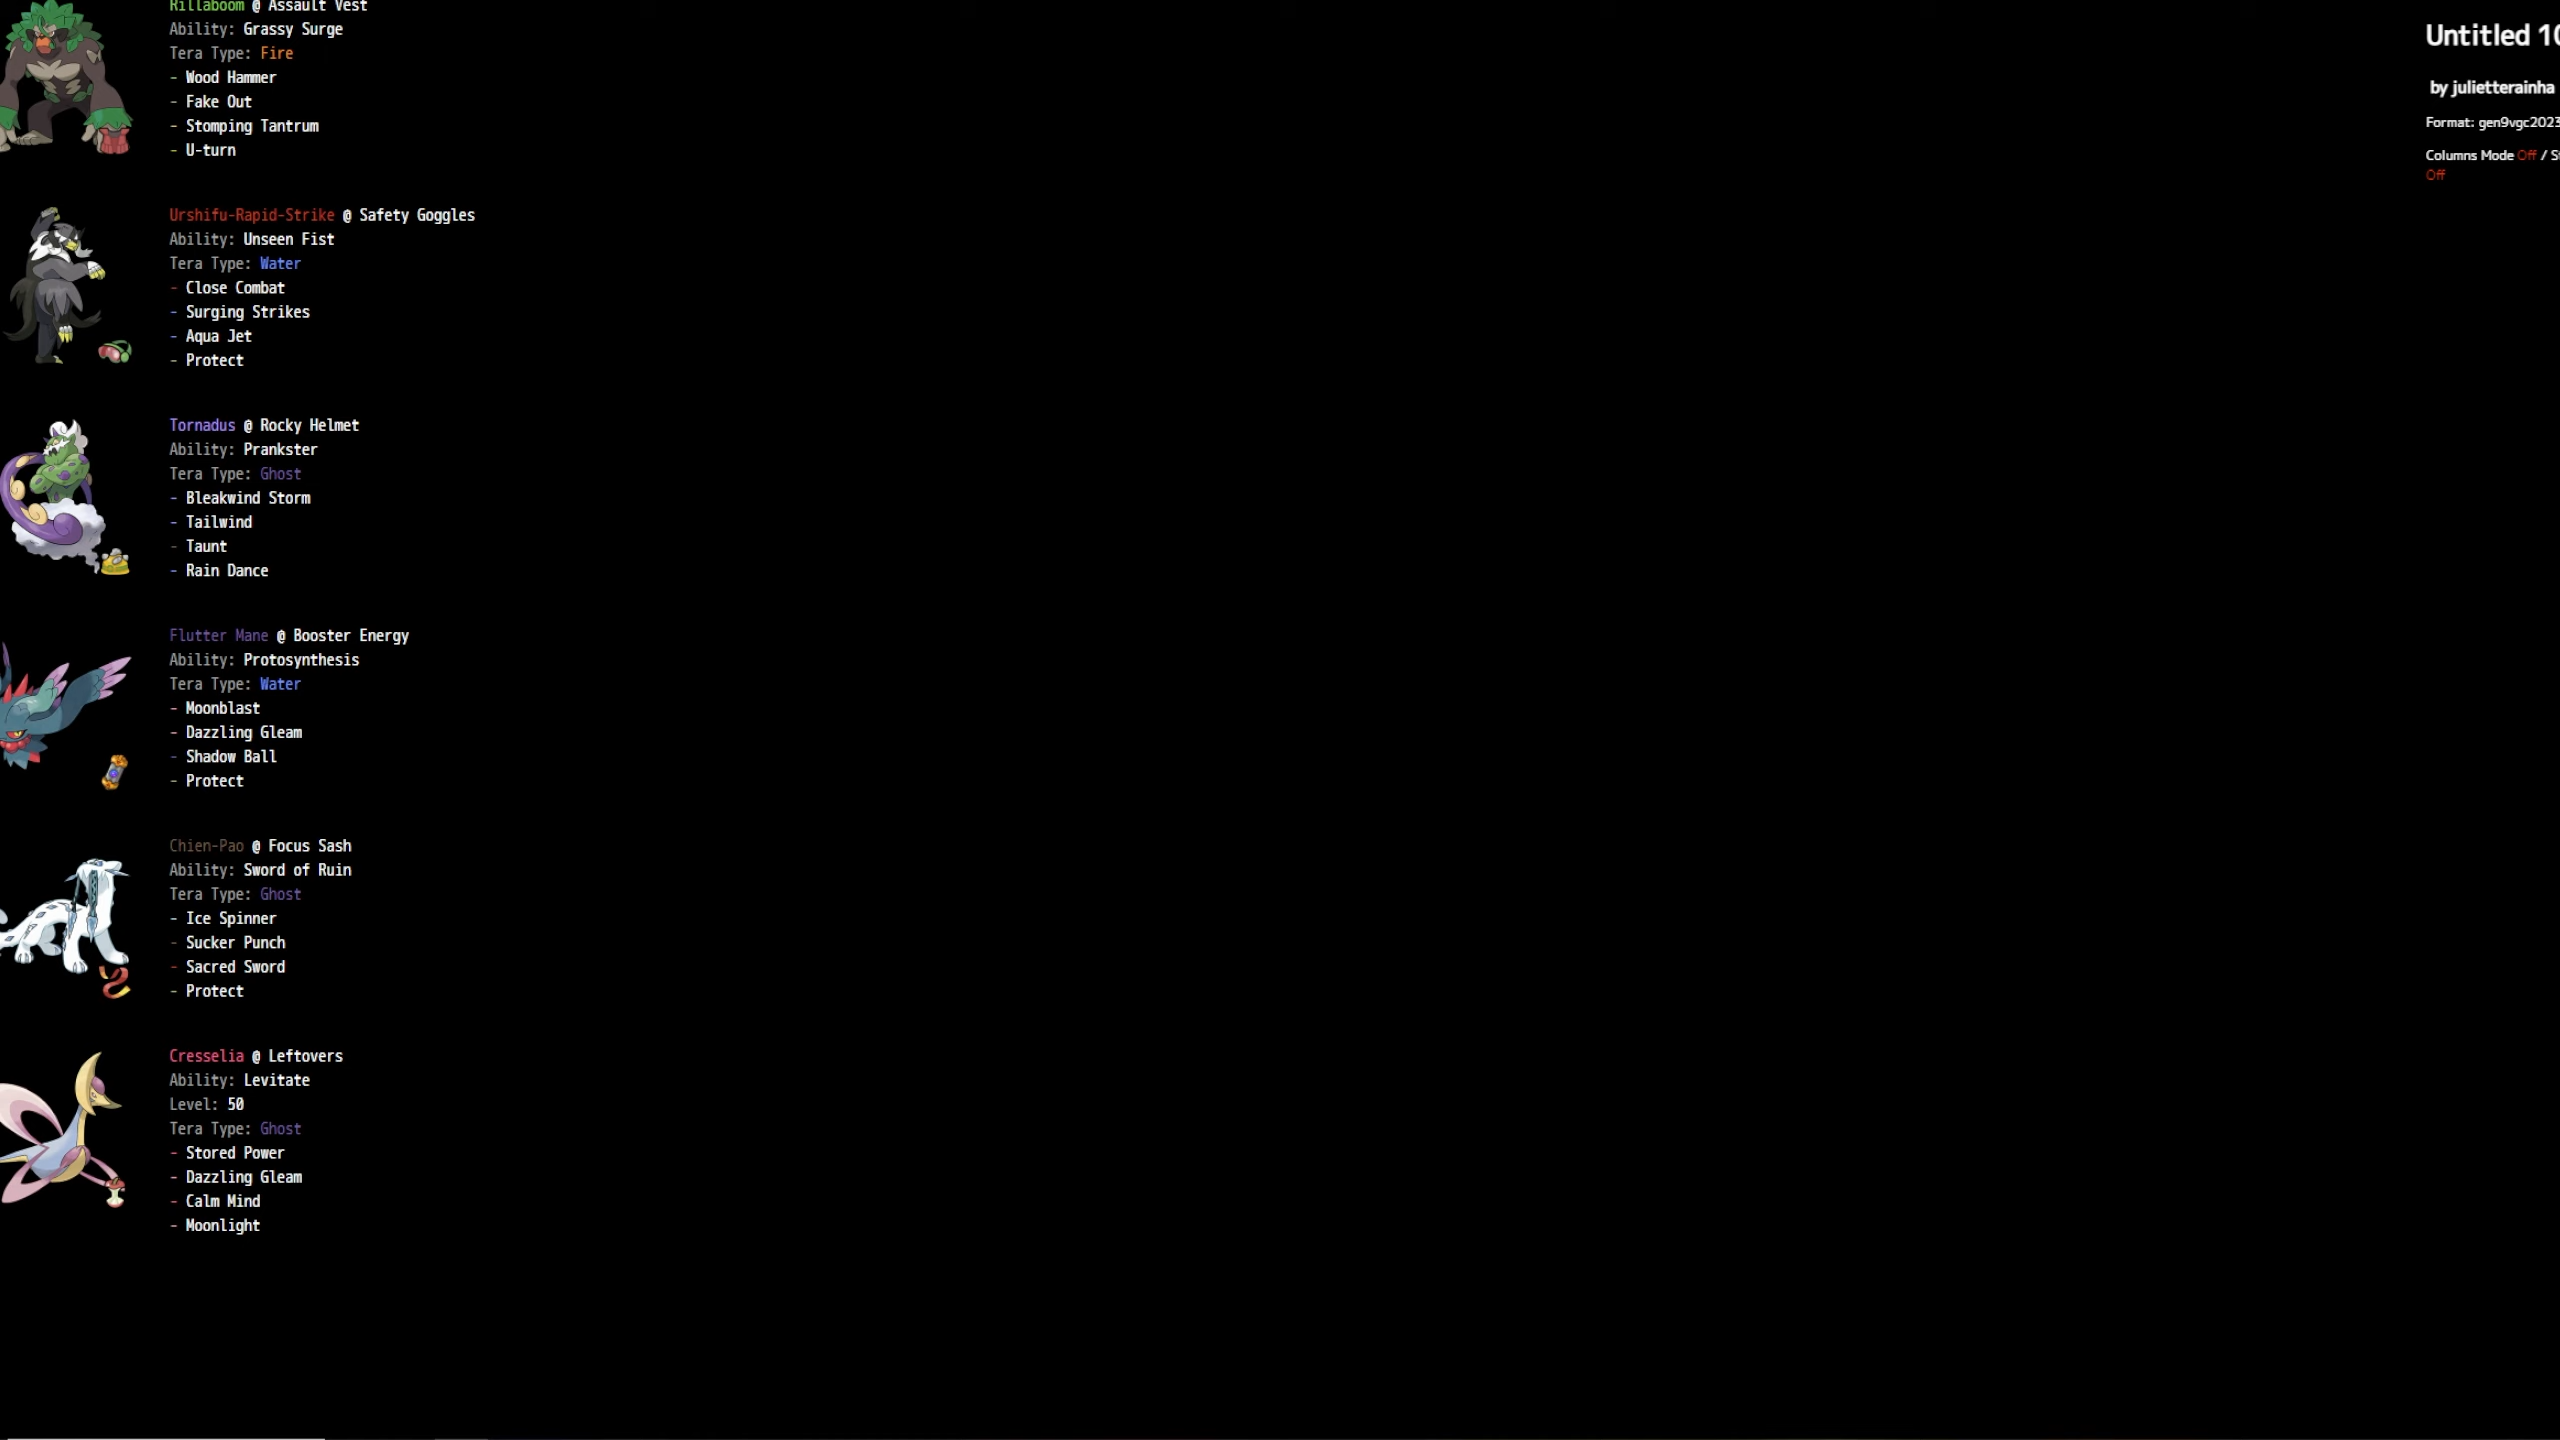 Rillaboom @ Assault Vest
Ability: Grassy Surge
Tera Type: Fire
- Wood Hammer
- Fake Out
- Stomping Tantrum
- U-turn
Urshifu-Rapid-Strike @ Safety Goggles
Ability: Unseen Fist
Tera Type: Water
- Close Combat
- Surging Strikes
- Aqua Jet
- Protect
Tornadus @ Rocky Helmet
Ability: Prankster
Tera Type: Ghost
- Bleakwind Storm
- Tailwind
- Taunt
- Rain Dance
Flutter Mane @ Booster Energy
Ability: Protosynthesis
Tera Type: Water
- Moonblast
- Dazzling Gleam
- Shadow Ball
- Protect
Chien-Pao @ Focus Sash
Ability: Sword of Ruin
Tera Type: Ghost
- Ice Spinner
- Sucker Punch
- Sacred Sword
- Protect
Cresselia @ Leftovers
Ability: Levitate
Level: 50
Tera Type: Ghost
- Stored Power
- Dazzling Gleam
- Calm Mind
- Moonlight
Untitled 10
by julietterainha
Format: gen9vgc2023
Columns Mode Off / S
Off